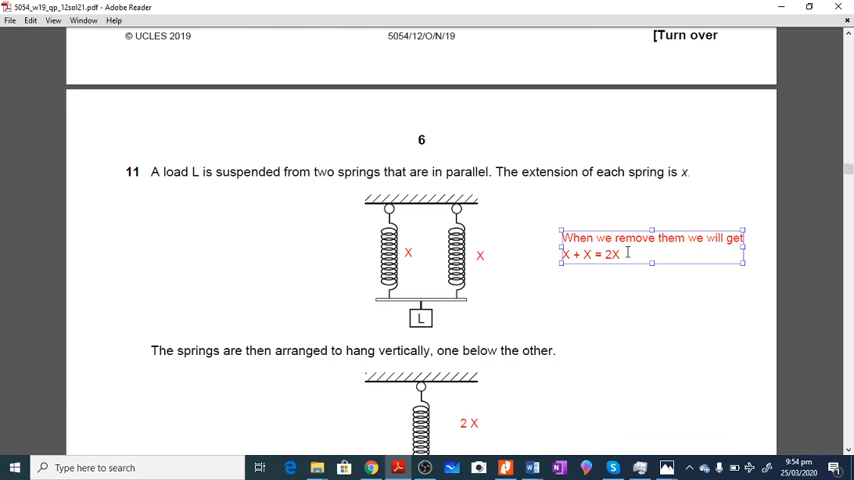 5054_w19_qp_12sol21.pdf - Adobe Reader
File Edit View Window Help
© UCLES 2019 5054/12/O/N/19 [Turn over
6
11 A load L is suspended from two springs that are in parallel. The extension of each spring is x.
When we remove them we will get
X + X = 2X
X X
L
The springs are then arranged to hang vertically, one below the other.
2 X
Type here to search
9:54 pm
25/03/2020